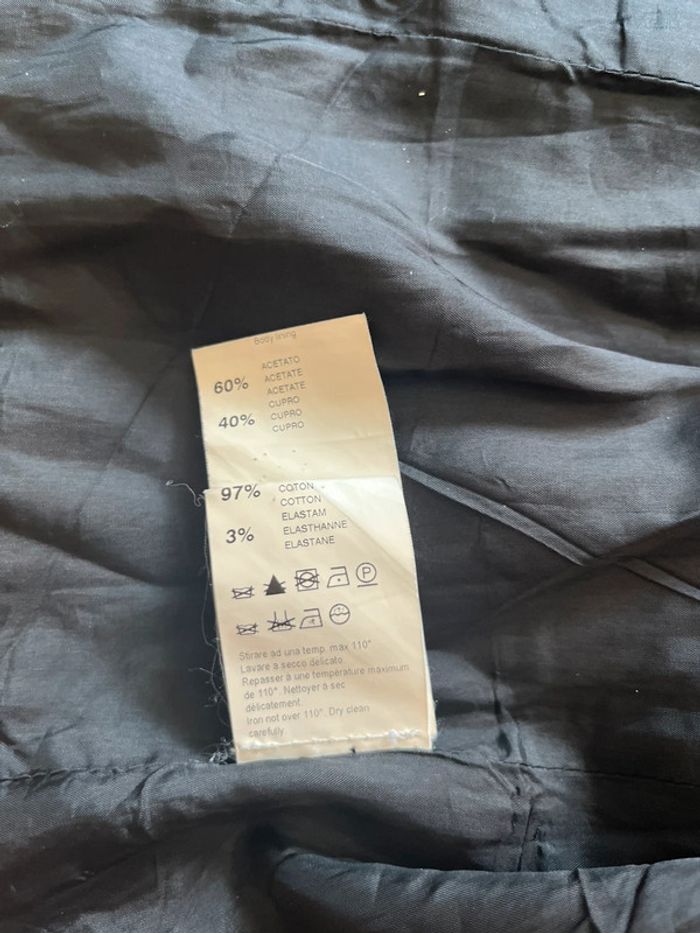 Body lining
ACETATO
60% ACETATE
ACETATE
CUPRO
40% CUPRO
CUPRO
97% COTON
COTTON
ELASTAM
3% ELASTHANNE
ELASTANE
P
Stirare ad una temp. max 110°
Lavare a secco delicato.
Repasser à une température maximum
de 110°. Nettoyer à sec
délicatement.
Iron not over 110°. Dry clean
carefully